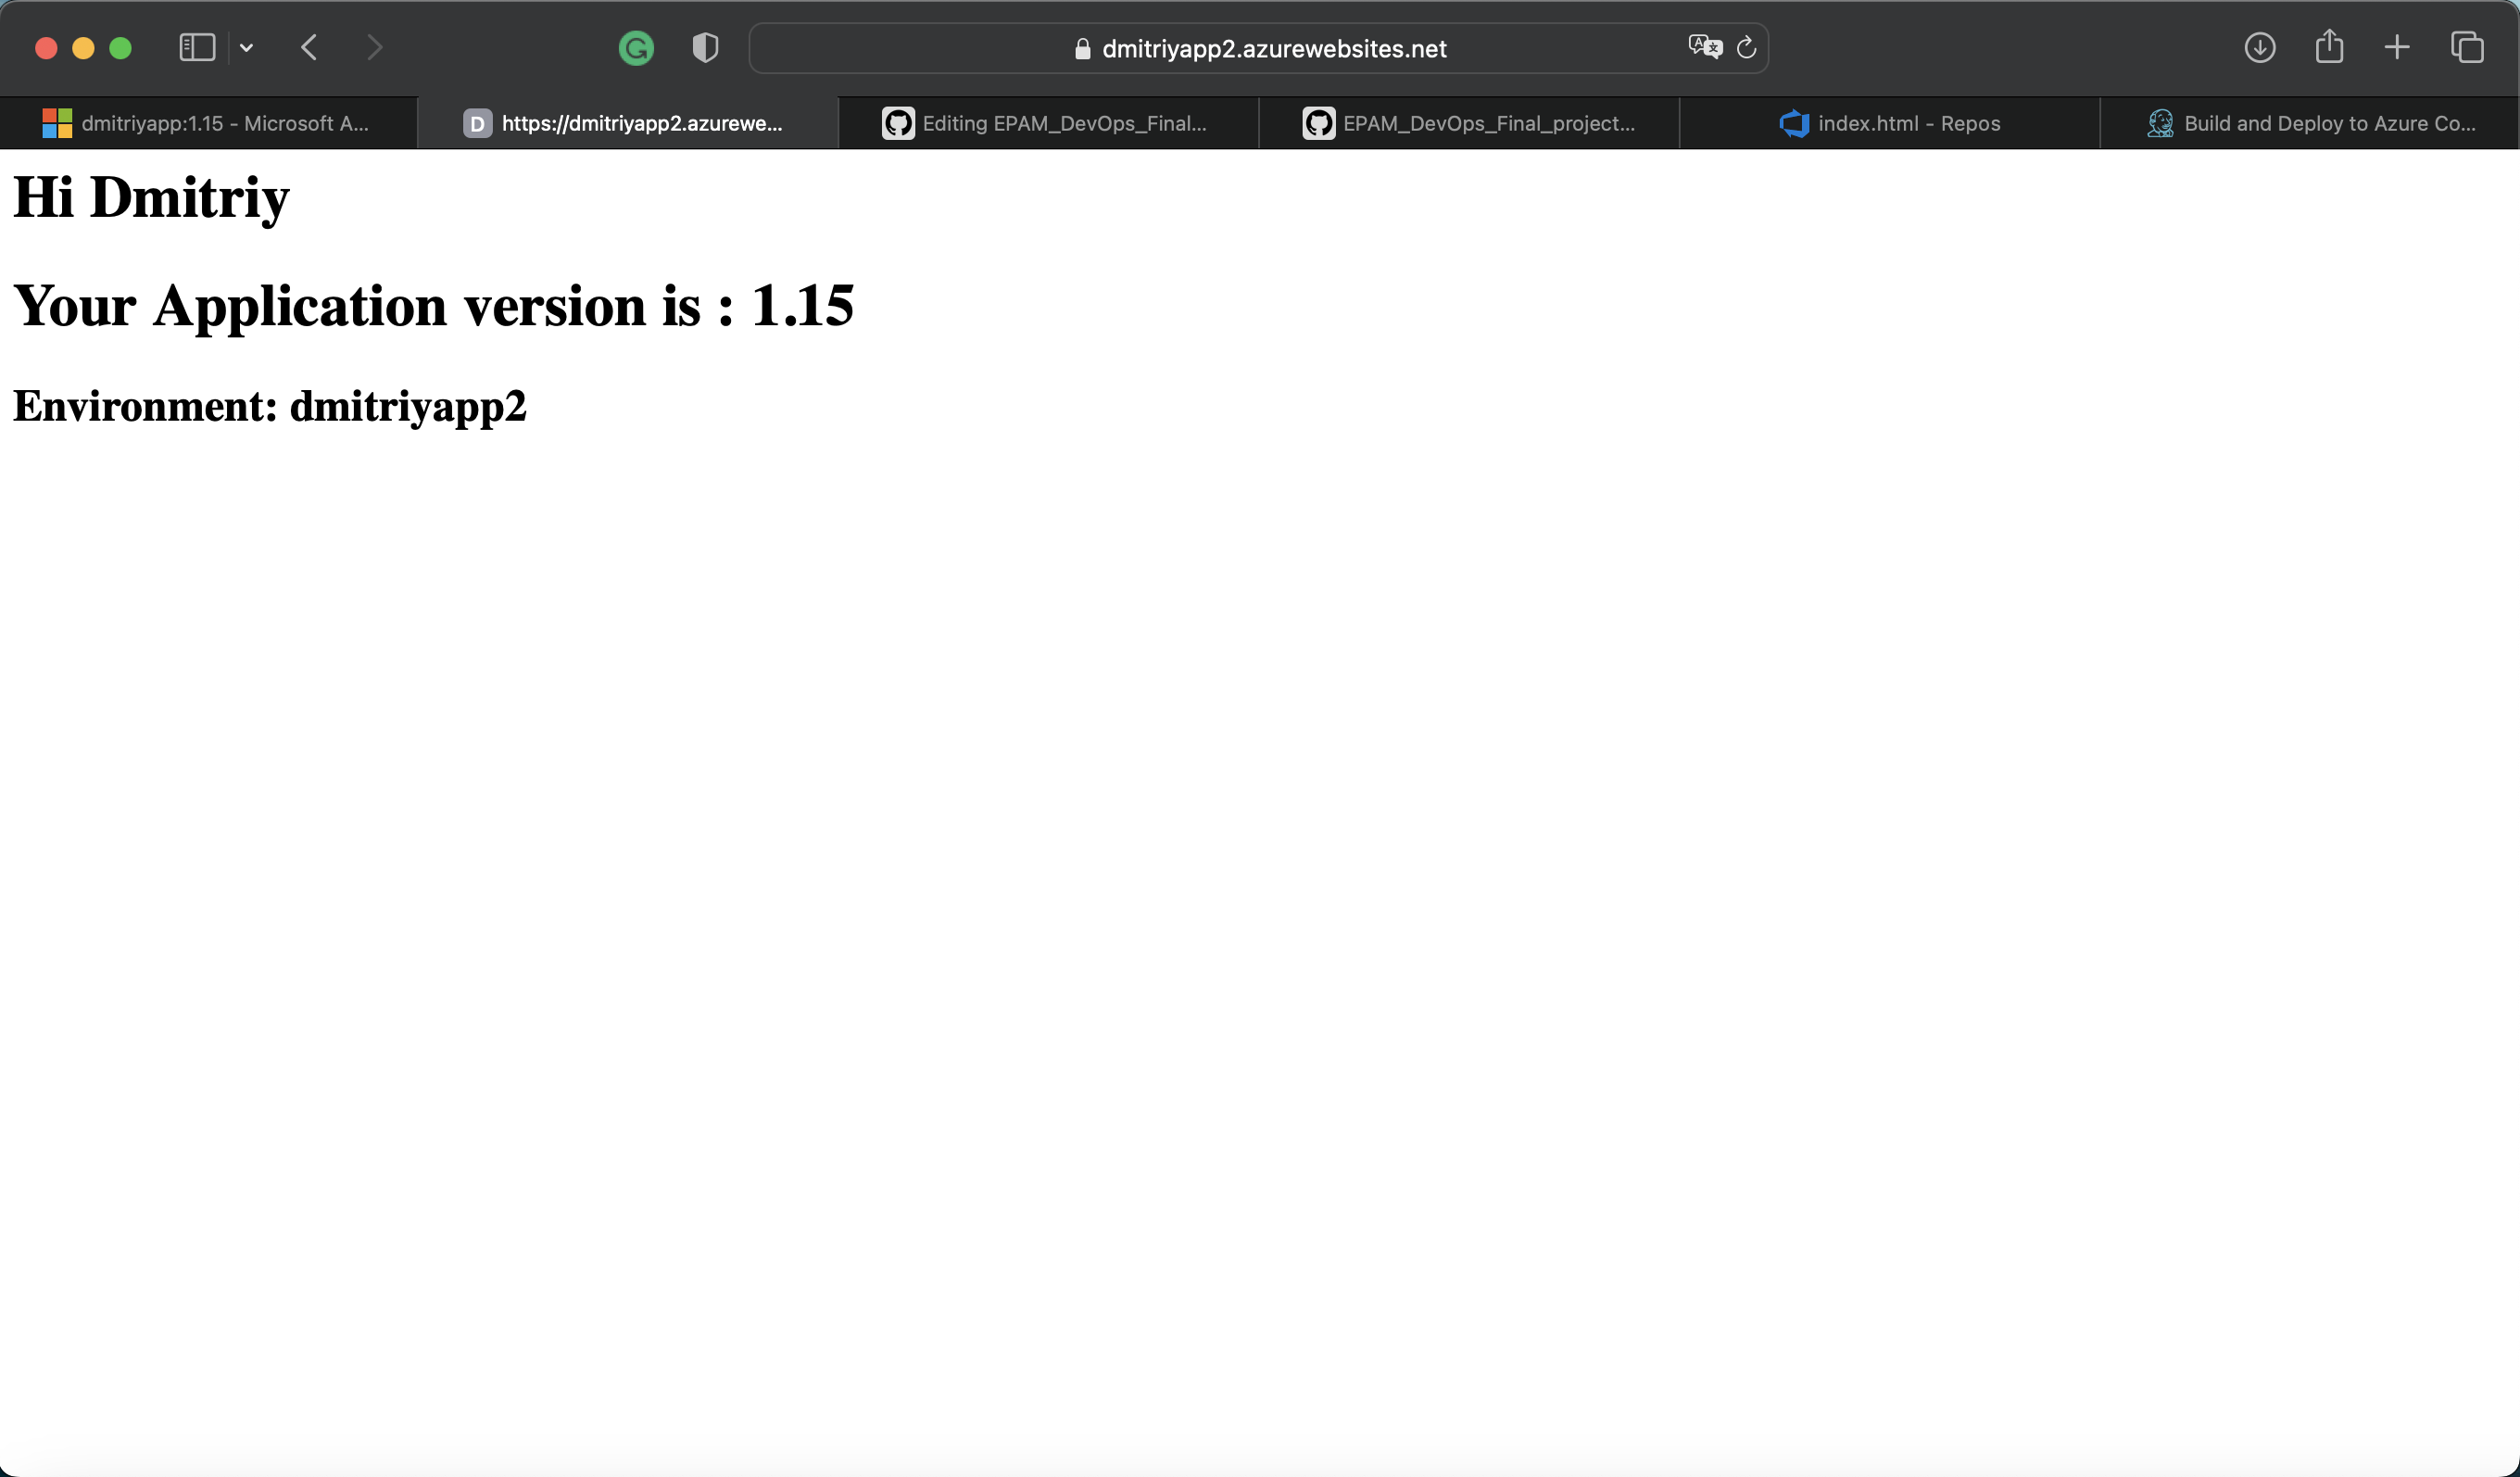 dmitriyapp2.azurewebsites.net
dmitriyapp:1.15 - Microsoft A...
D https://dmitriyapp2.azurewe...
Editing EPAM_DevOps_Final...
EPAM_DevOps_Final_project...
index.html - Repos
Build and Deploy to Azure Co...
Hi Dmitriy
Your Application version is : 1.15
Environment: dmitriyapp2